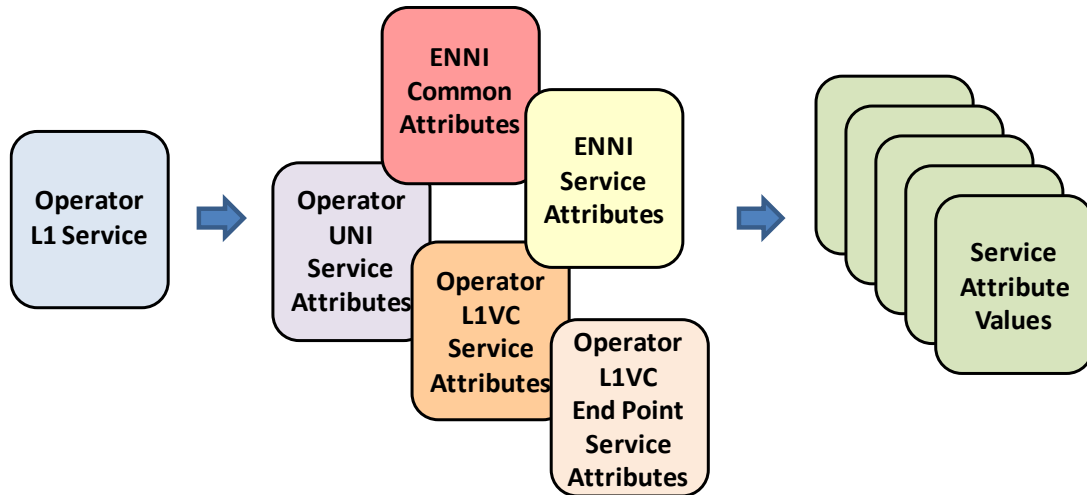 Operator
L1 Service
ENNI
Common
Attributes
ENNI
Service
Attributes
Operator
UNI
Service
Attributes
Operator
L1VC
Service
Attributes
Operator
L1VC
End Point
Service
Attributes
Service
Attribute
Values